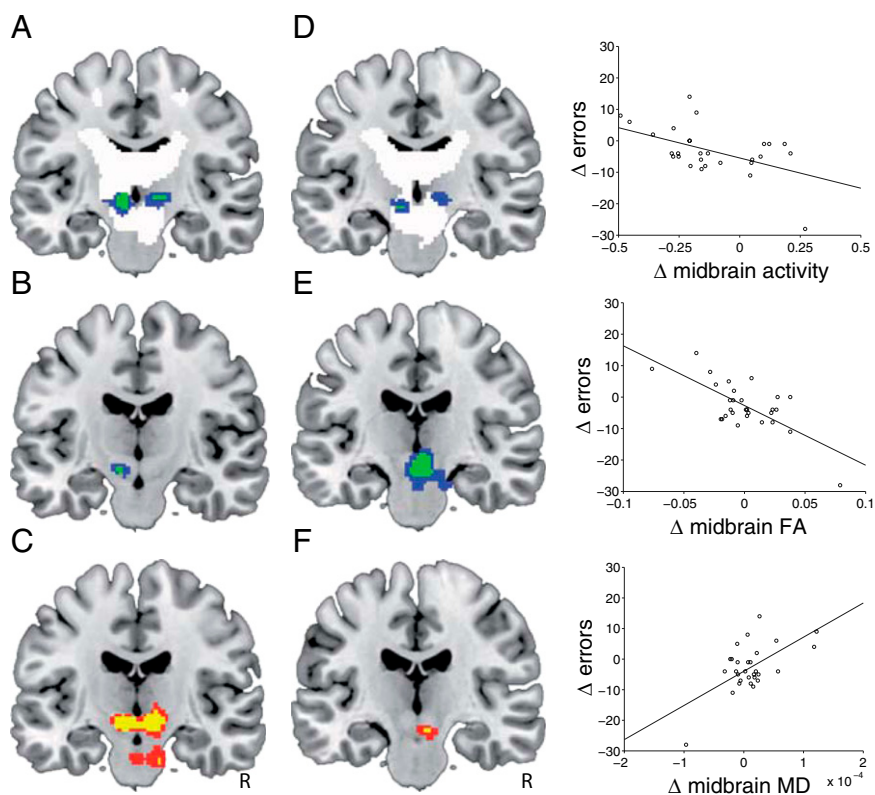 A
D
30
20
10
0
−10
−20
−30
Δ errors
−0.5
−0.25
0
0.25
0.5
Δ midbrain activity
B
E
30
20
10
0
−10
−20
−30
Δ errors
−0.1
−0.05
0
0.05
0.1
Δ midbrain FA
C
F
30
20
10
0
−10
−20
−30
Δ errors
−2
−1
0
1
2
Δ midbrain MD
x 10⁻⁴
R
R